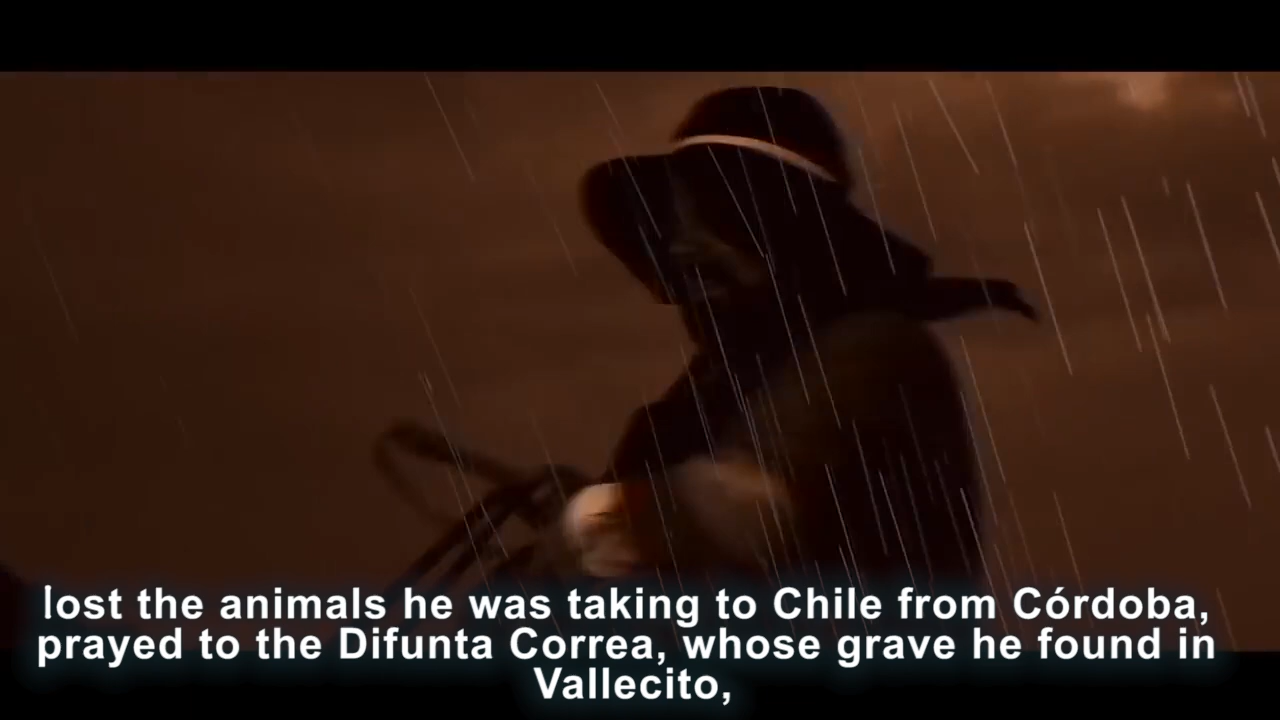 lost the animals he was taking to Chile from Córdoba,
prayed to the Difunta Correa, whose grave he found in
Vallecito,